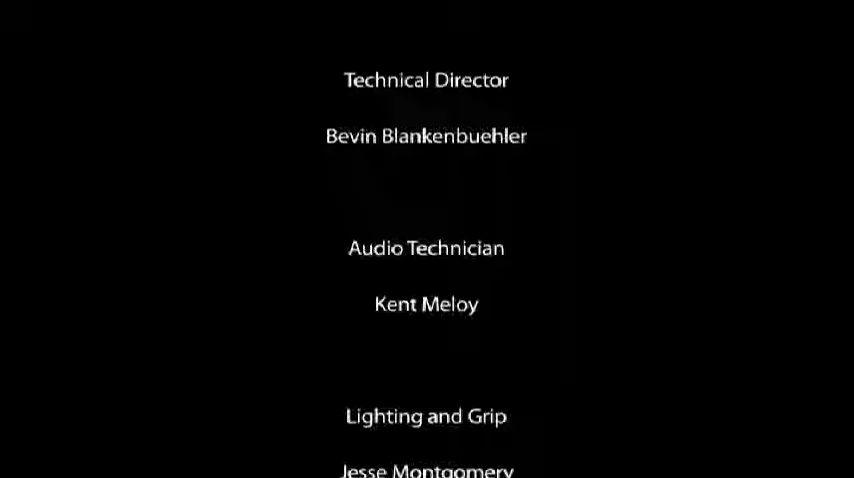 Technical Director
Bevin Blankenbuehler
Audio Technician
Kent Meloy
Lighting and Grip
Jesse Montgomery